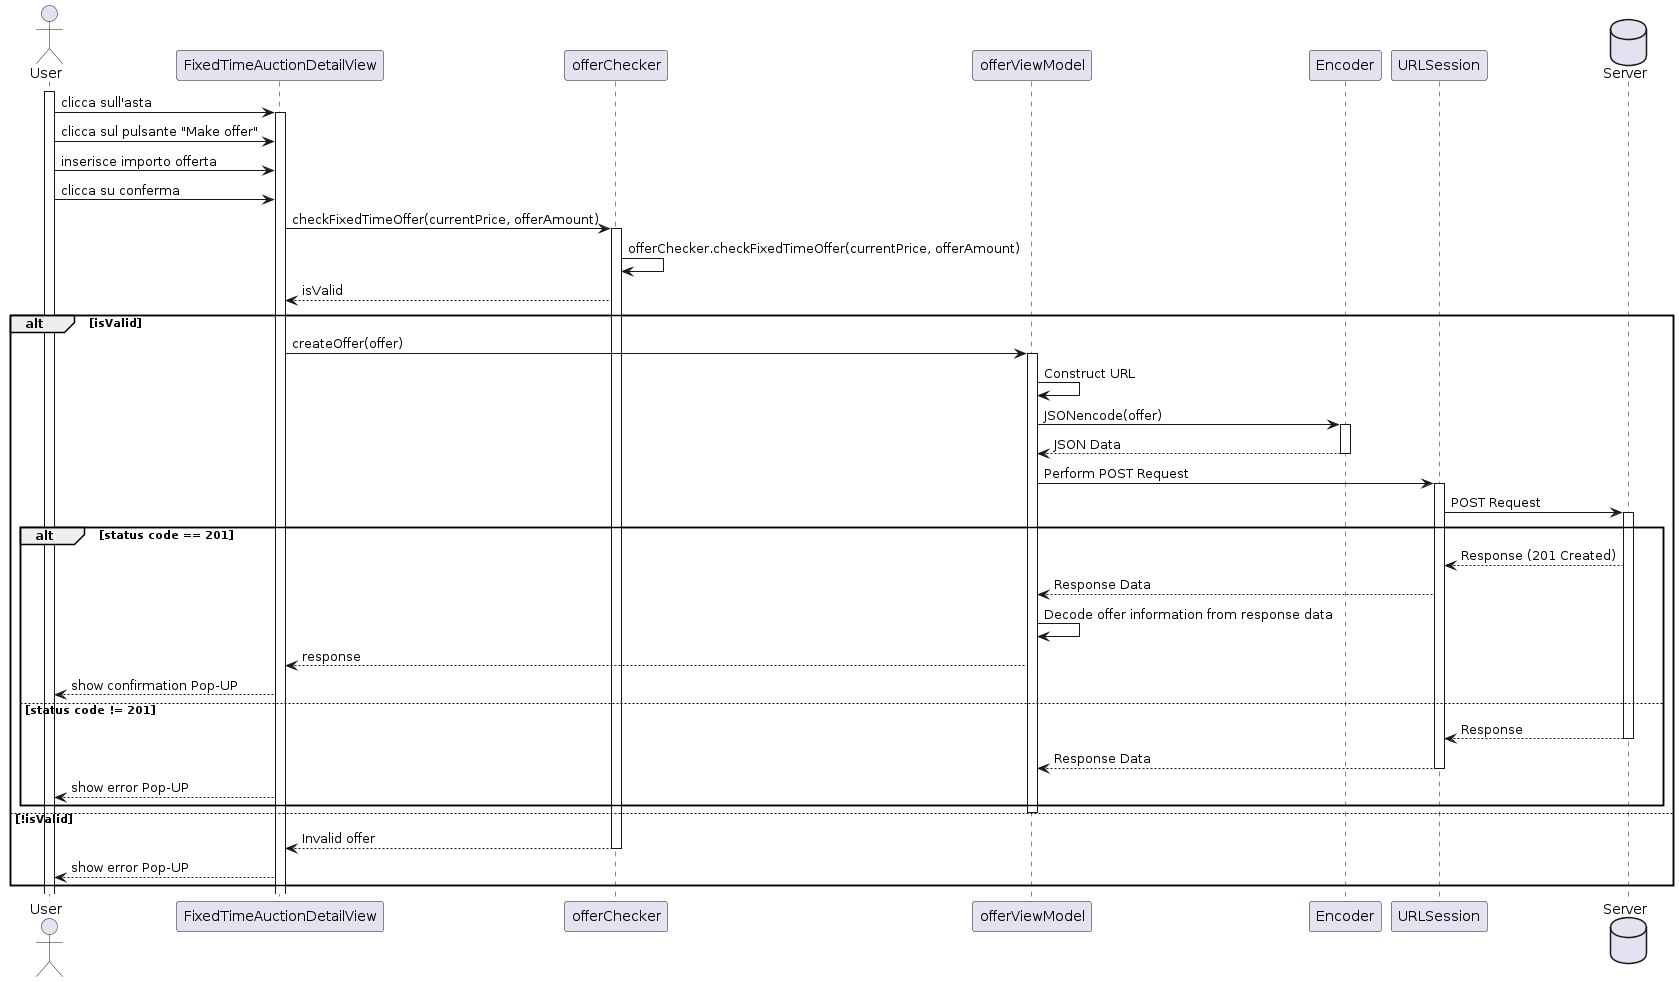 User
FixedTimeAuctionDetailView
offerChecker
offerViewModel
Encoder
URLSession
Server
clicca sull'asta
clicca sul pulsante "Make offer"
inserisce importo offerta
clicca su conferma
checkFixedTimeOffer(currentPrice, offerAmount)
offerChecker.checkFixedTimeOffer(currentPrice, offerAmount)
isValid
alt [isValid]
createOffer(offer)
Construct URL
JSONencode(offer)
JSON Data
Perform POST Request
POST Request
alt [status code == 201]
Response (201 Created)
Response Data
Decode offer information from response data
response
show confirmation Pop-UP
[status code != 201]
Response
Response Data
show error Pop-UP
[!isValid]
Invalid offer
show error Pop-UP
User
FixedTimeAuctionDetailView
offerChecker
offerViewModel
Encoder
URLSession
Server